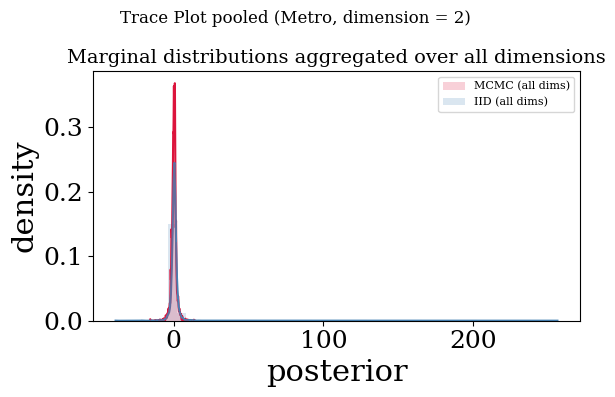 Trace Plot pooled (Metro, dimension = 2)
Marginal distributions aggregated over all dimensions
MCMC (all dims)
IID (all dims)
density
0.3
0.2
0.1
0.0
0 100 200
posterior